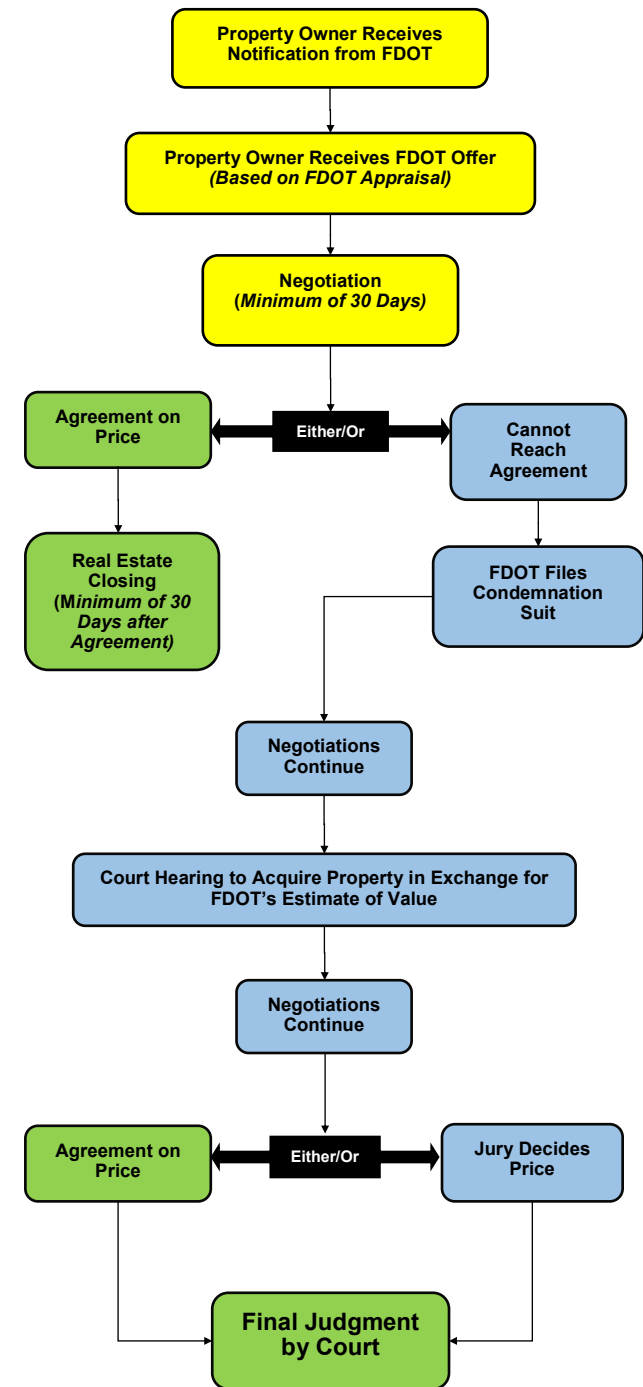 Property Owner Receives
Notification from FDOT
Property Owner Receives FDOT Offer
(Based on FDOT Appraisal)
Negotiation
(Minimum of 30 Days)
Agreement on
Price
Either/Or
Cannot
Reach
Agreement
Real Estate
Closing
(Minimum of 30
Days after
Agreement)
FDOT Files
Condemnation
Suit
Negotiations
Continue
Court Hearing to Acquire Property in Exchange for
FDOT’s Estimate of Value
Negotiations
Continue
Agreement on
Price
Either/Or
Jury Decides
Price
Final Judgment
by Court